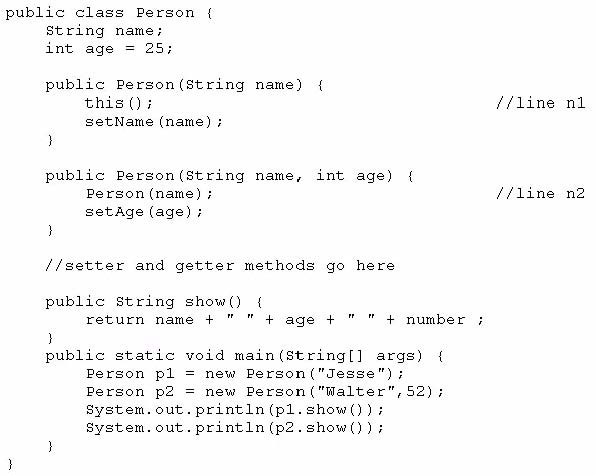 public class Person {
    String name;
    int age = 25;

    public Person(String name) {
        this();                                  //line n1
        setName(name);
    }

    public Person(String name, int age) {
        Person(name);                            //line n2
        setAge(age);
    }

    //setter and getter methods go here

    public String show() {
        return name + " " + age + " " + number ;
    }
    public static void main(String[] args) {
        Person p1 = new Person("Jesse");
        Person p2 = new Person("Walter",52);
        System.out.println(p1.show());
        System.out.println(p2.show());
    }
}